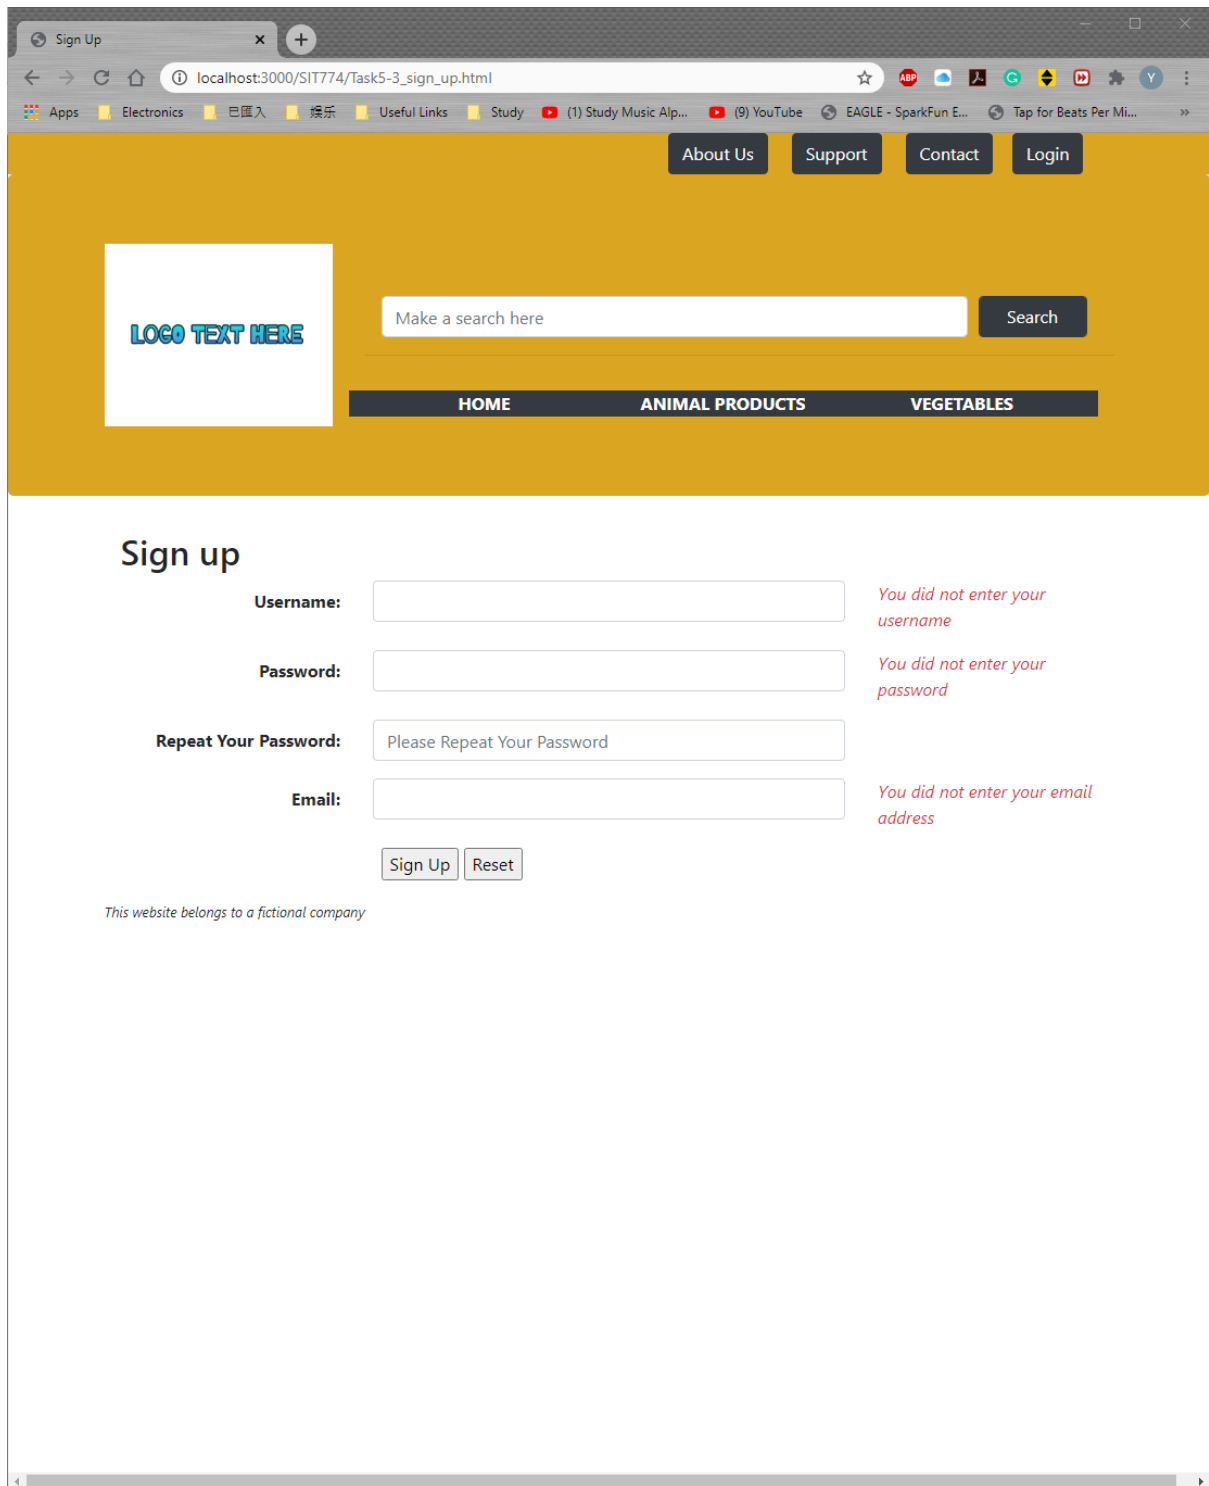 Sign Up
localhost:3000/SIT774/Task5-3_sign_up.html
ABP
Y
Apps Electronics 已匯入 娱乐 Useful Links Study (1) Study Music Alp... (9) YouTube EAGLE - SparkFun E... Tap for Beats Per Mi... »
About Us Support Contact Login
LOGO TEXT HERE
Make a search here Search
HOME ANIMAL PRODUCTS VEGETABLES
Sign up
Username: You did not enter your
username
Password: You did not enter your
password
Repeat Your Password: Please Repeat Your Password
Email: You did not enter your email
address
Sign Up Reset
This website belongs to a fictional company